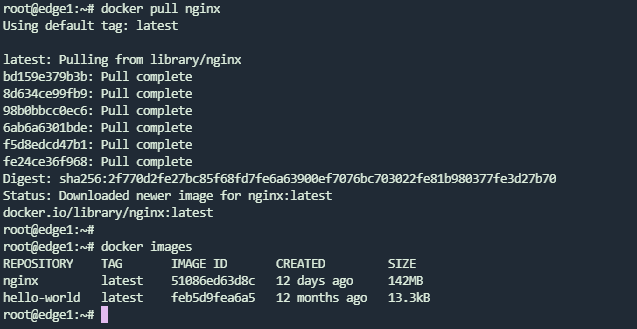 root@edge1:~# docker pull nginx
Using default tag: latest
latest: Pulling from library/nginx
bd159e379b3b: Pull complete
8d634ce99fb9: Pull complete
98b0bbcc0ec6: Pull complete
6ab6a6301bde: Pull complete
f5d8edcd47b1: Pull complete
fe24ce36f968: Pull complete
Digest: sha256:2f770d2fe27bc85f68fd7fe6a63900ef7076bc703022fe81b980377fe3d27b70
Status: Downloaded newer image for nginx:latest
docker.io/library/nginx:latest
root@edge1:~#
root@edge1:~# docker images
REPOSITORY TAG IMAGE ID CREATED SIZE
nginx latest 51086ed63d8c 12 days ago 142MB
hello-world latest feb5d9fea6a5 12 months ago 13.3kB
root@edge1:~#